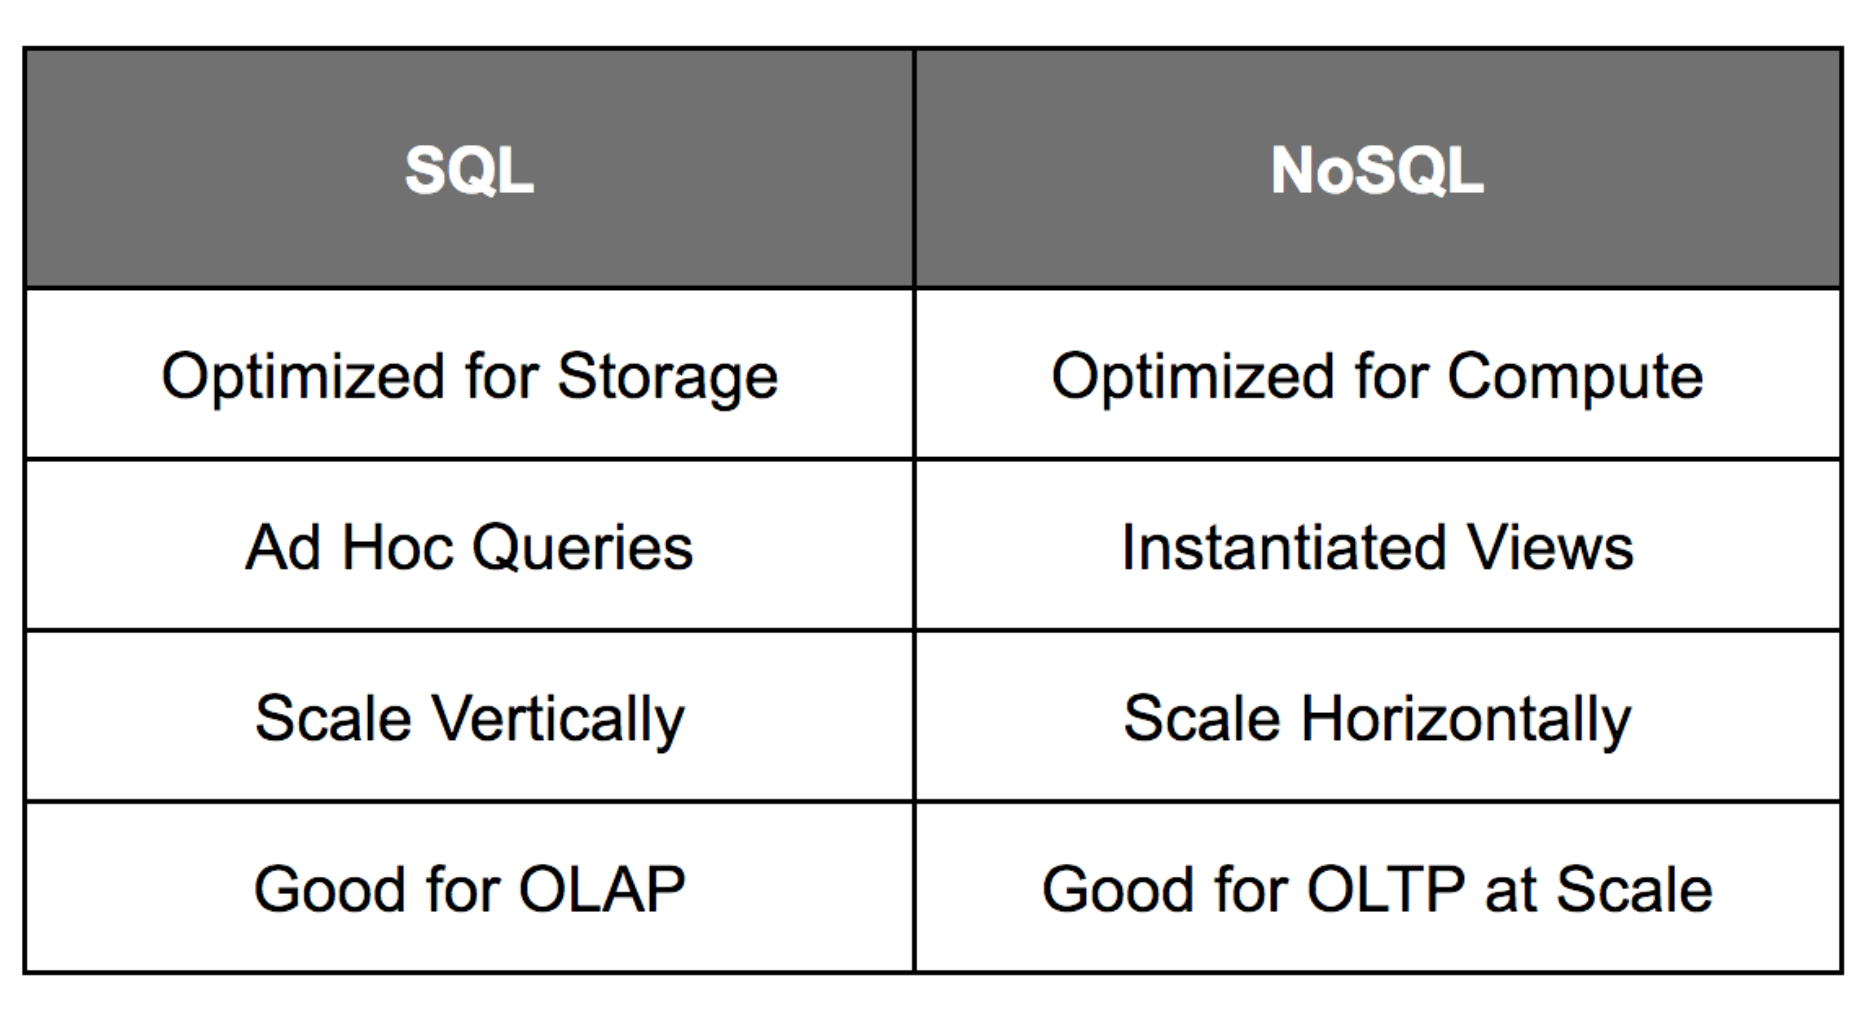 SQL NoSQL
Optimized for Storage Optimized for Compute
Ad Hoc Queries Instantiated Views
Scale Vertically Scale Horizontally
Good for OLAP Good for OLTP at Scale